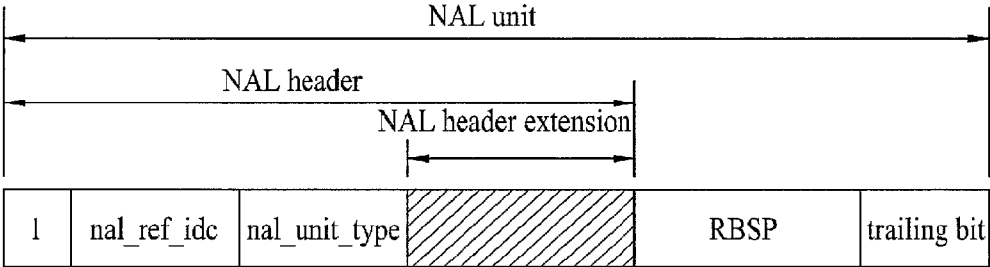 NAL unit
NAL header
NAL header extension
1 nal_ref_idc nal_unit_type RBSP trailing bit